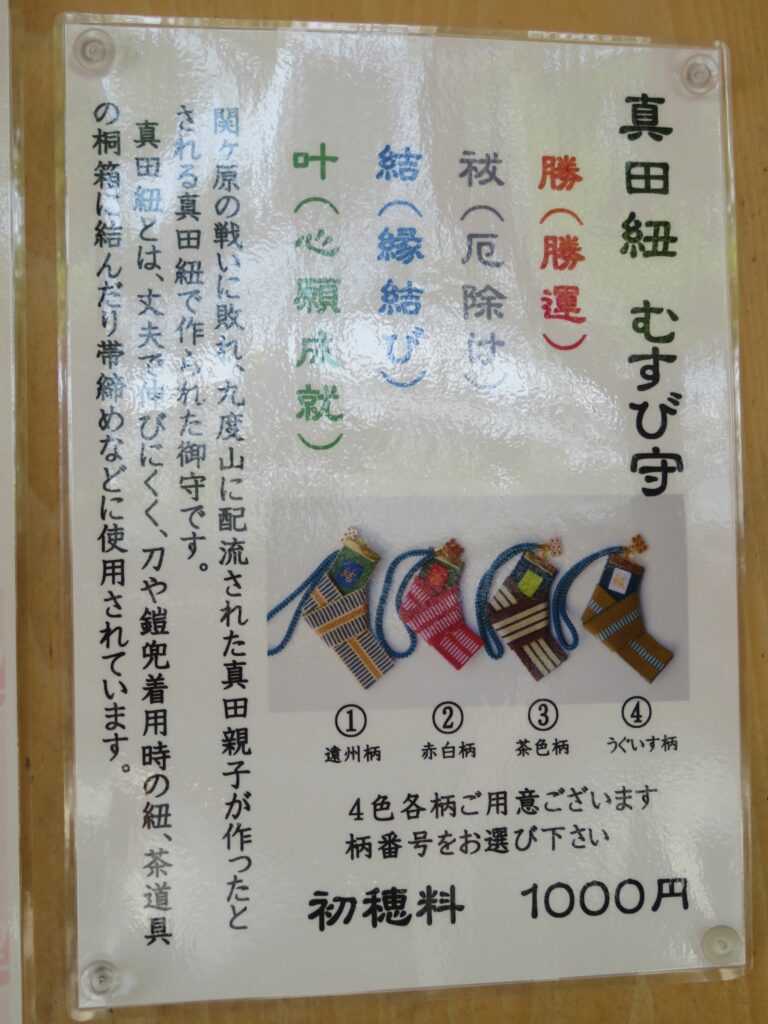 真田紐 むすび守
勝(勝運)
祓(厄除け)
結(縁結び)
叶(心願成就)
関ヶ原の戦いに敗れ、九度山に配流された真田親子が作ったと
される真田紐で作られた御守です。
真田紐とは、丈夫で伸びにくく、刀や鎧兜着用時の紐、茶道具
の桐箱に結んだり帯締めなどに使用されています。
① ② ③ ④
遠州柄 赤白柄 茶色柄 うぐいす柄
4色各柄ご用意ございます
柄番号をお選び下さい
初穂料 1000円